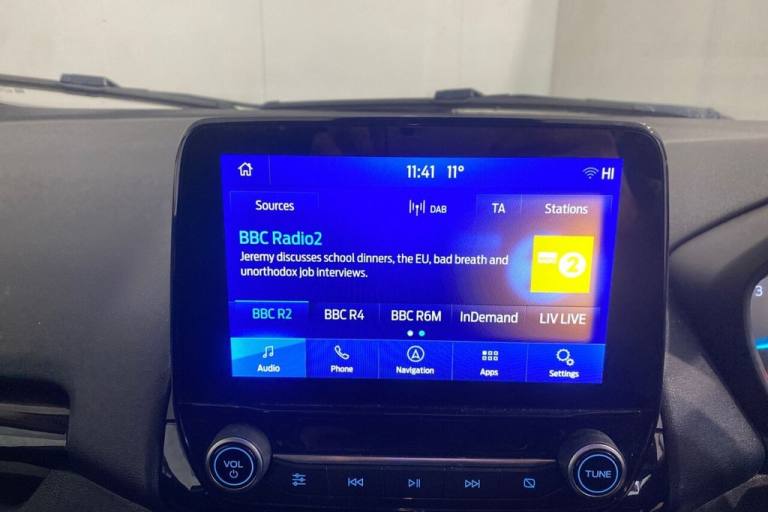 11:41 11° HI
Sources DAB TA Stations
BBC Radio2
Jeremy discusses school dinners, the EU, bad breath and
unorthodox job interviews.
2
BBC R2 BBC R4 BBC R6M InDemand LIV LIVE
Audio Phone Navigation Apps Settings
VOL TUNE
3